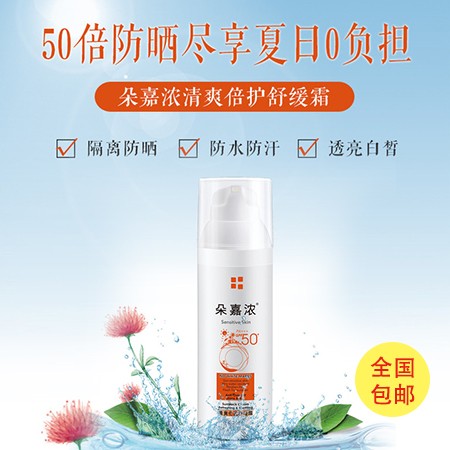 50倍防晒尽享夏日0负担
朵嘉浓清爽倍护舒缓霜
隔离防晒 防水防汗 透亮白皙
朵嘉浓®
Sensitive Skin
50+
全国
包邮